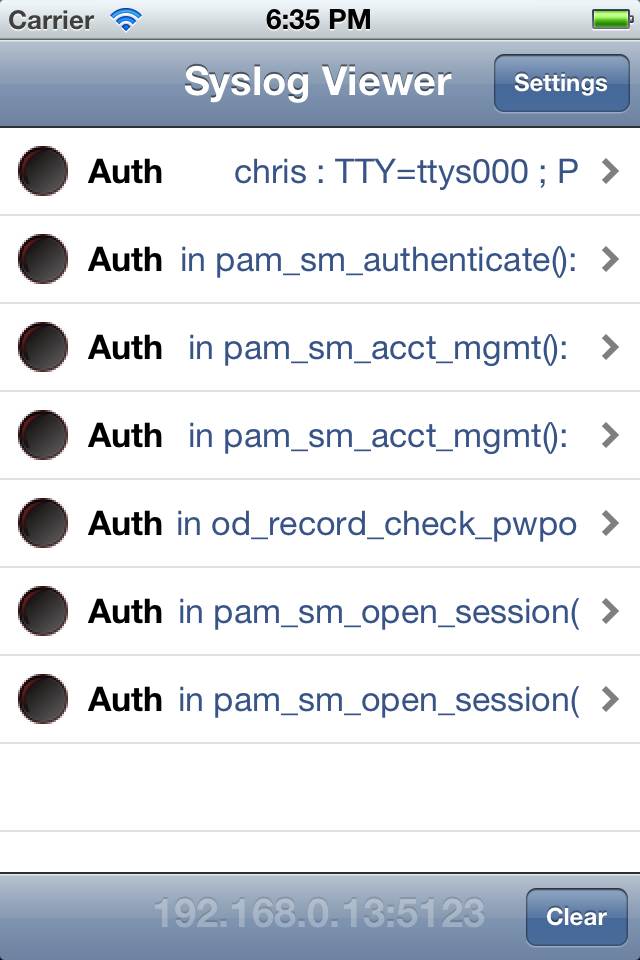 Carrier 6:35 PM
Syslog Viewer Settings
Auth chris : TTY=ttys000 ; P
Auth in pam_sm_authenticate():
Auth in pam_sm_acct_mgmt():
Auth in pam_sm_acct_mgmt():
Auth in od_record_check_pwpo
Auth in pam_sm_open_session(
Auth in pam_sm_open_session(
192.168.0.13:5123 Clear